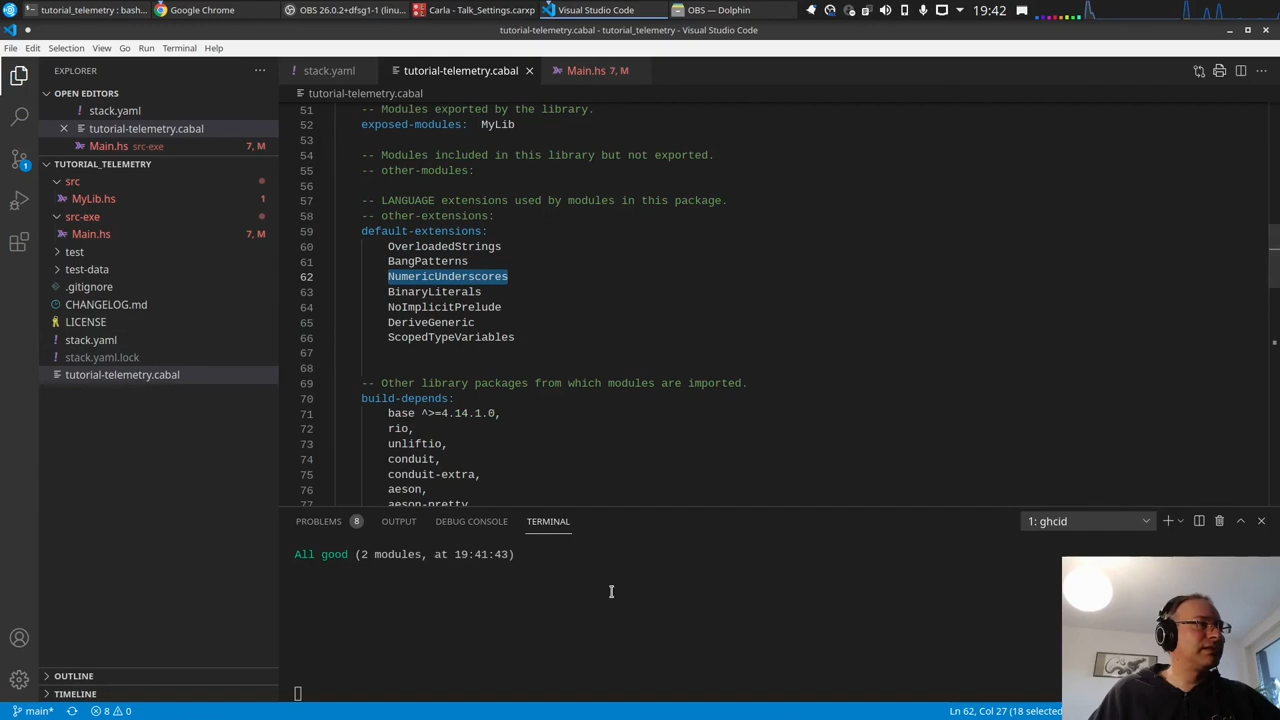 tutorial_telemetry : bash...
Google Chrome
OBS 26.0.2+dfsg1-1 (linu...
Carla - Talk_Settings.carxp
Visual Studio Code
OBS — Dolphin
19:42
tutorial-telemetry.cabal - tutorial_telemetry - Visual Studio Code
File Edit Selection View Go Run Terminal Help
EXPLORER
stack.yaml
tutorial-telemetry.cabal
Main.hs 7, M
OPEN EDITORS
stack.yaml
tutorial-telemetry.cabal
Main.hs src-exe 7, M
TUTORIAL_TELEMETRY
src
MyLib.hs 1
src-exe
Main.hs 7, M
test
test-data
.gitignore
CHANGELOG.md
LICENSE
stack.yaml
stack.yaml.lock
tutorial-telemetry.cabal
OUTLINE
TIMELINE
tutorial-telemetry.cabal
51 -- Modules exported by the library.
52 exposed-modules: MyLib
53
54 -- Modules included in this library but not exported.
55 -- other-modules:
56
57 -- LANGUAGE extensions used by modules in this package.
58 -- other-extensions:
59 default-extensions:
60 OverloadedStrings
61 BangPatterns
62 NumericUnderscores
63 BinaryLiterals
64 NoImplicitPrelude
65 DeriveGeneric
66 ScopedTypeVariables
67
68
69 -- Other library packages from which modules are imported.
70 build-depends:
71 base ^>=4.14.1.0,
72 rio,
73 unliftio,
74 conduit,
75 conduit-extra,
76 aeson,
77 aeson-pretty
PROBLEMS 8 OUTPUT DEBUG CONSOLE TERMINAL
1: ghcid
All good (2 modules, at 19:41:43)
main* 8 0
Ln 62, Col 27 (18 selected
1